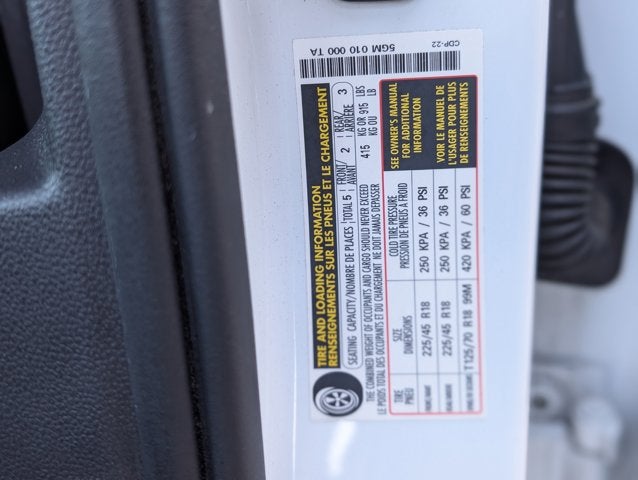 TIRE AND LOADING INFORMATION
RENSEIGNEMENTS SUR LES PNEUS ET LE CHARGEMENT
SEATING CAPACITY/NOMBRE DE PLACES TOTAL 5 FRONT/AVANT 2 REAR/ARRIÈRE 3
THE COMBINED WEIGHT OF OCCUPANTS AND CARGO SHOULD NEVER EXCEED 415 KG OR 915 LBS
LE POIDS TOTAL DES OCCUPANTS ET DU CHARGEMENT NE DOIT JAMAIS DEPASSER KG OU LB
TIRE SIZE COLD TIRE PRESSURE
PNEU DIMENSIONS PRESSION DE PNEUS A FROID
225/45 R18 250 KPA / 36 PSI
225/45 R18 250 KPA / 36 PSI
T125/70 R18 99M 420 KPA / 60 PSI
SEE OWNER'S MANUAL
FOR ADDITIONAL
INFORMATION
VOIR LE MANUEL DE
L'USAGER POUR PLUS
DE RENSEIGNEMENTS
5GM 010 000 TA
CDP-22